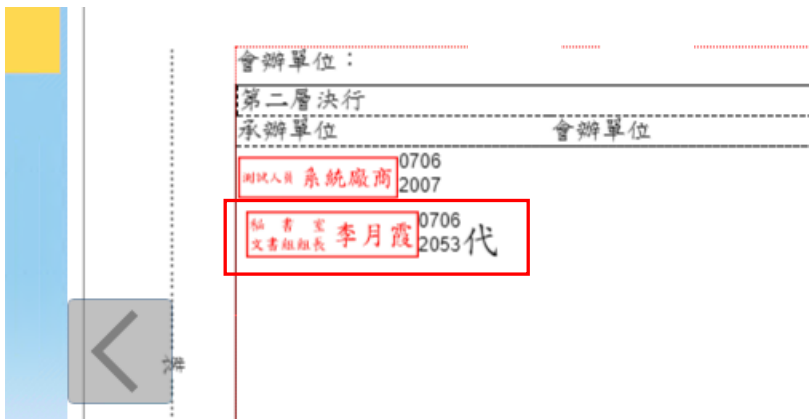 會辦單位：
第二層決行
承辦單位 會辦單位
測試人員 系統廠商 0706
2007
秘書室
文書組組長 李月霞 0706
2053 代
裝